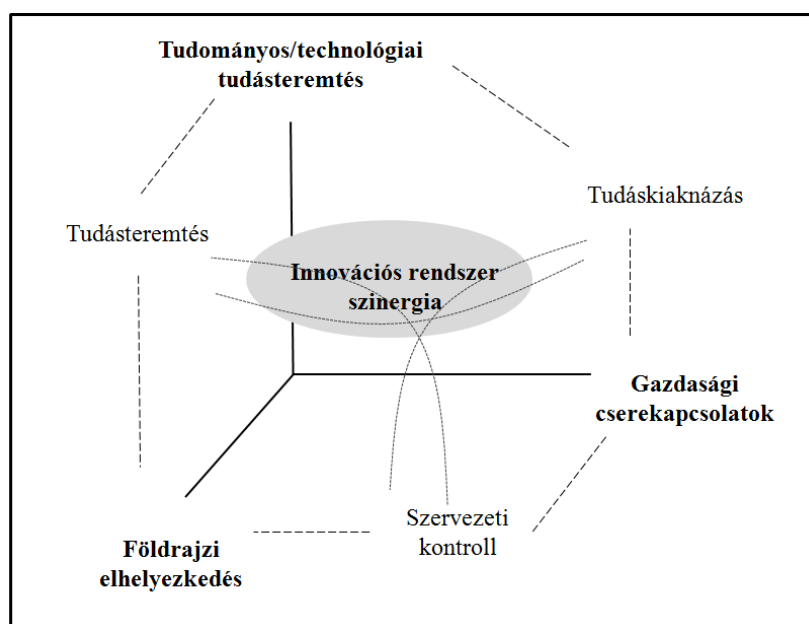 Tudományos/technológiai
tudásteremtés
Tudáskiaknázás
Tudásteremtés
Innovációs rendszer
szinergia
Gazdasági
cserekapcsolatok
Szervezeti
kontroll
Földrajzi
elhelyezkedés